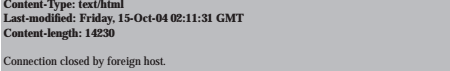 Content-Type: text/html
Last-modified: Friday, 15-Oct-04 02:11:31 GMT
Content-length: 14230
Connection closed by foreign host.